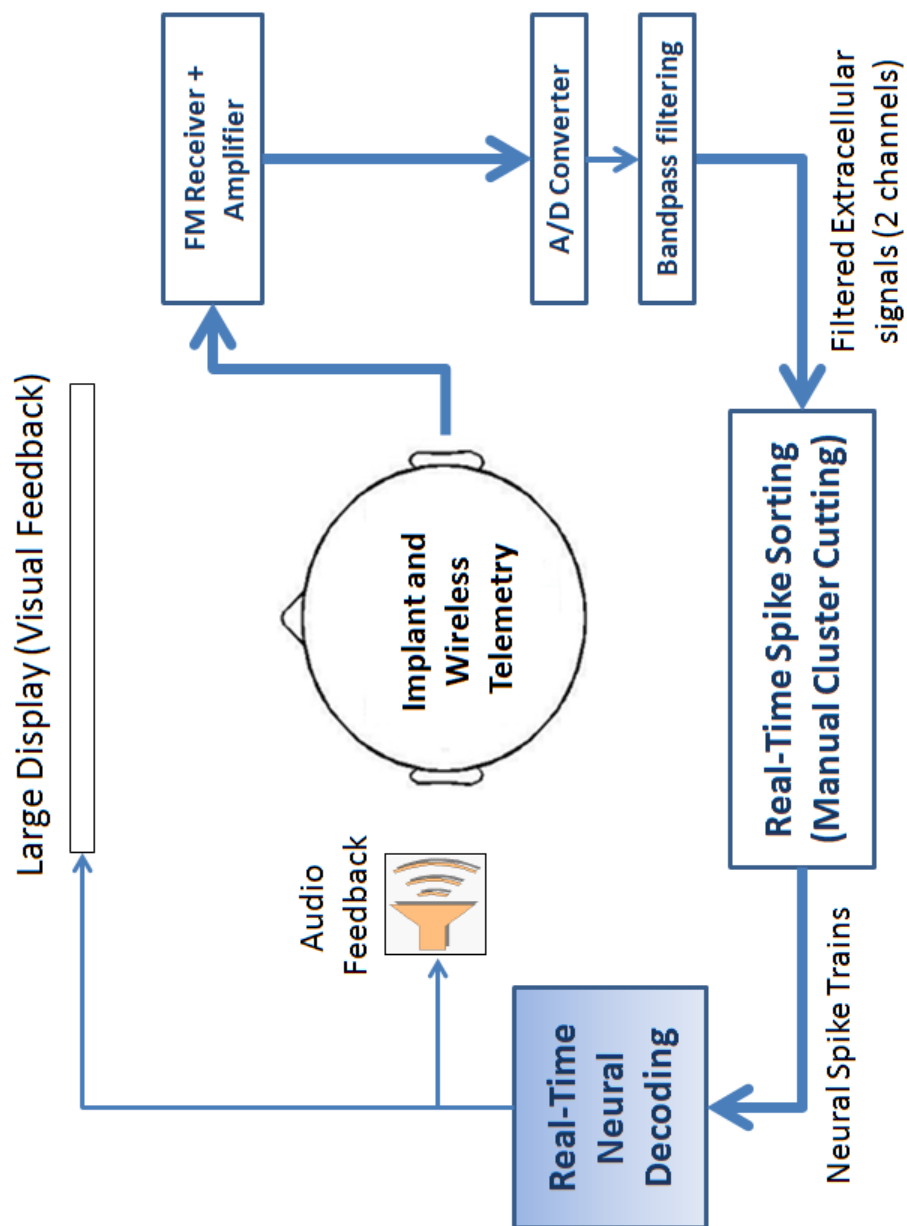 Large Display (Visual Feedback)
FM Receiver +
Amplifier
A/D Converter
Bandpass filtering
Filtered Extracellular
signals (2 channels)
Implant and
Wireless
Telemetry
Audio
Feedback
Real-Time Spike Sorting
(Manual Cluster Cutting)
Real-Time
Neural
Decoding
Neural Spike Trains